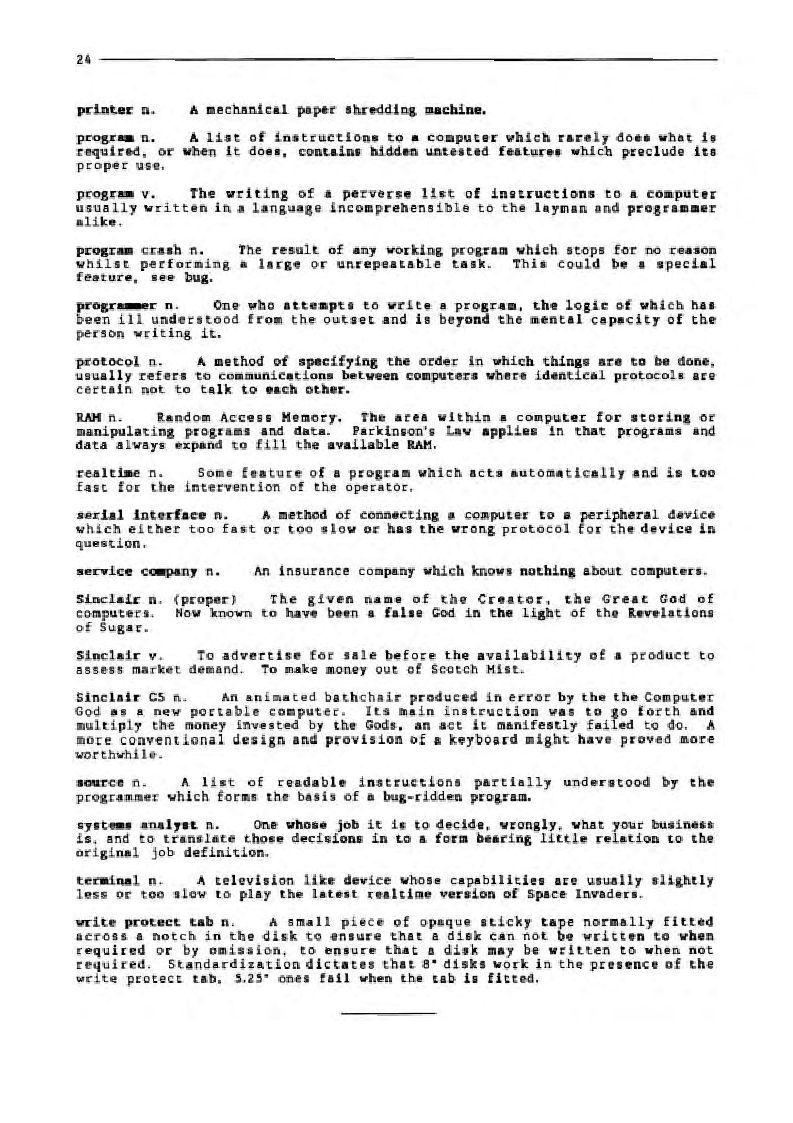 24
printer n. A mechanical paper shredding machine.
program n. A list of instructions to a computer which rarely does what is
required, or when it does, contains hidden untested features which preclude its
proper use.
program v. The writing of a perverse list of instructions to a computer
usually written in a language incomprehensible to the layman and programmer
alike.
program crash n. The result of any working program which stops for no reason
whilst performing a large or unrepeatable task. This could be a special
feature, see bug.
programmer n. One who attempts to write a program, the logic of which has
been ill understood from the outset and is beyond the mental capacity of the
person writing it.
protocol n. A method of specifying the order in which things are to be done,
usually refers to communications between computers where identical protocols are
certain not to talk to each other.
RAM n. Random Access Memory. The area within a computer for storing or
manipulating programs and data. Parkinson's Law applies in that programs and
data always expand to fill the available RAM.
realtime n. Some feature of a program which acts automatically and is too
fast for the intervention of the operator.
serial interface n. A method of connecting a computer to a peripheral device
which either too fast or too slow or has the wrong protocol for the device in
question.
service company n. An insurance company which knows nothing about computers.
Sinclair n. (proper) The given name of the Creator, the Great God of
computers. Now known to have been a false God in the light of the Revelations
of Sugar.
Sinclair v. To advertise for sale before the availability of a product to
assess market demand. To make money out of Scotch Mist.
Sinclair C5 n. An animated bathchair produced in error by the the Computer
God as a new portable computer. Its main instruction was to go forth and
multiply the money invested by the Gods, an act it manifestly failed to do. A
more conventional design and provision of a keyboard might have proved more
worthwhile.
source n. A list of readable instructions partially understood by the
programmer which forms the basis of a bug-ridden program.
systems analyst n. One whose job it is to decide, wrongly, what your business
is, and to translate those decisions in to a form bearing little relation to the
original job definition.
terminal n. A television like device whose capabilities are usually slightly
less or too slow to play the latest realtime version of Space Invaders.
write protect tab n. A small piece of opaque sticky tape normally fitted
across a notch in the disk to ensure that a disk can not be written to when
required or by omission, to ensure that a disk may be written to when not
required. Standardization dictates that 8" disks work in the presence of the
write protect tab, 5.25" ones fail when the tab is fitted.